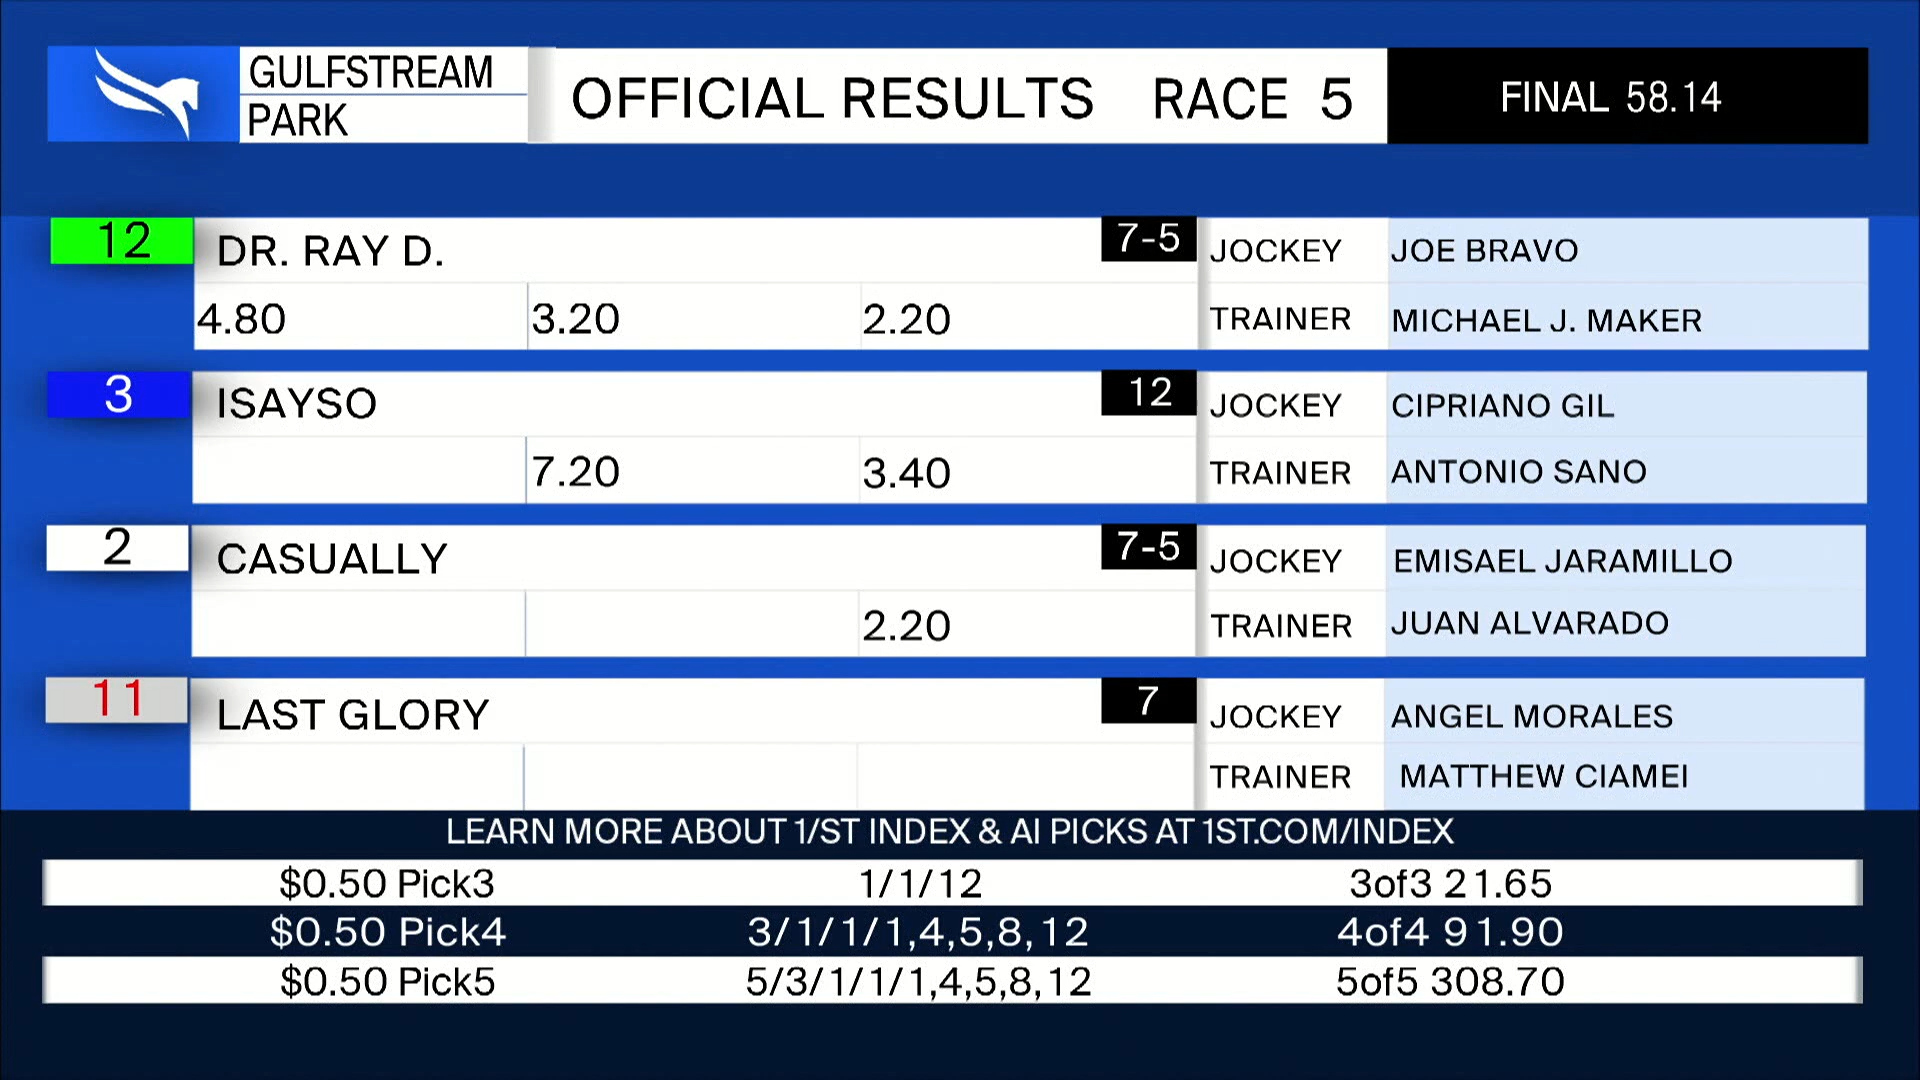 GULFSTREAM
PARK
OFFICIAL RESULTS RACE 5
FINAL 58.14
12 DR. RAY D. 7-5 JOCKEY JOE BRAVO
4.80 3.20 2.20 TRAINER MICHAEL J. MAKER
3 ISAYSO 12 JOCKEY CIPRIANO GIL
7.20 3.40 TRAINER ANTONIO SANO
2 CASUALLY 7-5 JOCKEY EMISAEL JARAMILLO
2.20 TRAINER JUAN ALVARADO
11 LAST GLORY 7 JOCKEY ANGEL MORALES
TRAINER MATTHEW CIAMEI
LEARN MORE ABOUT 1/ST INDEX & AI PICKS AT 1ST.COM/INDEX
$0.50 Pick3 1/1/12 3of3 21.65
$0.50 Pick4 3/1/1/1,4,5,8,12 4of4 91.90
$0.50 Pick5 5/3/1/1/1,4,5,8,12 5of5 308.70